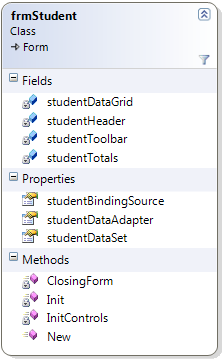 frmStudent
Class
Form
Fields
studentDataGrid
studentHeader
studentToolbar
studentTotals
Properties
studentBindingSource
studentDataAdapter
studentDataSet
Methods
ClosingForm
Init
InitControls
New